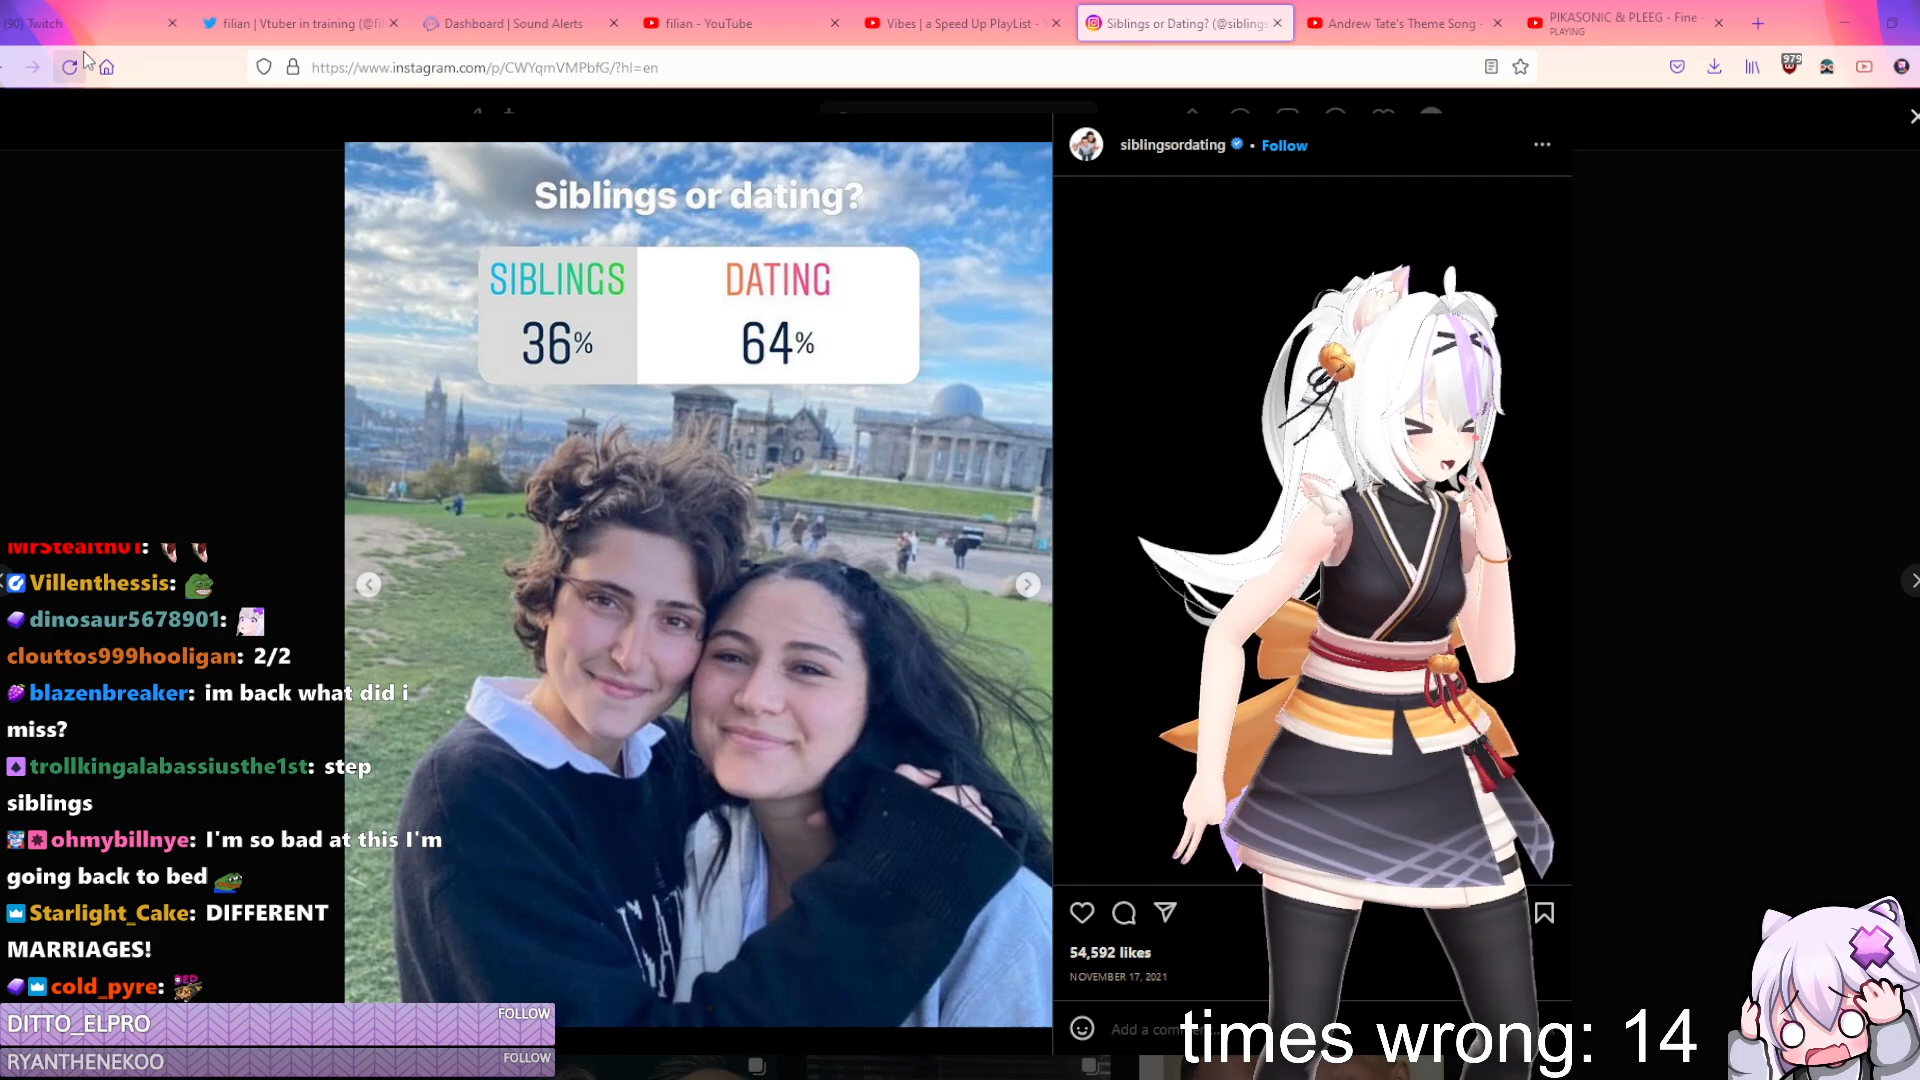 (90) Twitch
filian | Vtuber in training (@fil
Dashboard | Sound Alerts
filian - YouTube
Vibes | a Speed Up PlayList -
Siblings or Dating? (@siblings
Andrew Tate's Theme Song -
PIKASONIC & PLEEG - Fine -
PLAYING
https://www.instagram.com/p/CWYqmVMPbfG/?hl=en
979
siblingsordating • Follow
Siblings or dating?
SIBLINGS DATING
36% 64%
MrStealth01:
Villenthessis:
dinosaur5678901:
clouttos999hooligan: 2/2
blazenbreaker: im back what did i
miss?
trollkingalabassiusthe1st: step
siblings
ohmybillnye: I'm so bad at this I'm
going back to bed
Starlight_Cake: DIFFERENT
MARRIAGES!
cold_pyre:
54,592 likes
NOVEMBER 17, 2021
Add a com
times wrong: 14
DITTO_ELPRO FOLLOW
RYANTHENEKOO FOLLOW